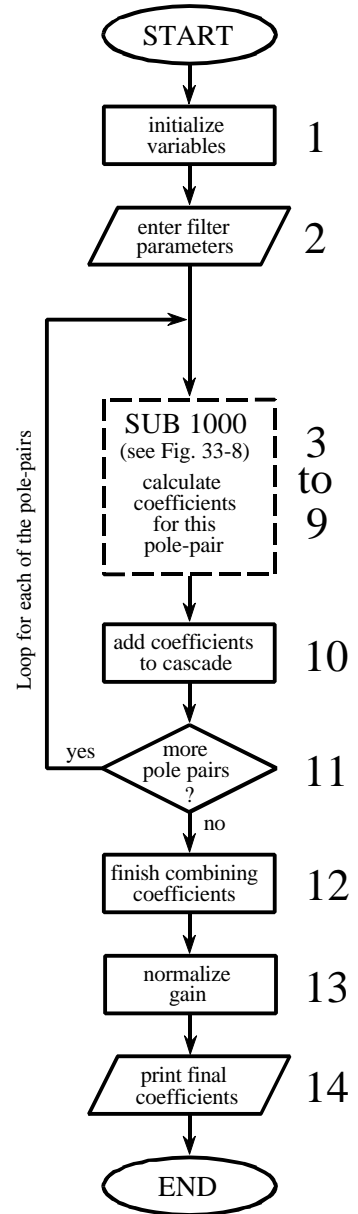 START
initialize
variables
1
enter filter
parameters
2
Loop for each of the pole-pairs
SUB 1000
(see Fig. 33-8)
calculate
coefficients
for this
pole-pair
3
to
9
add coefficients
to cascade
10
yes
more
pole pairs
?
11
no
finish combining
coefficients
12
normalize
gain
13
print final
coefficients
14
END